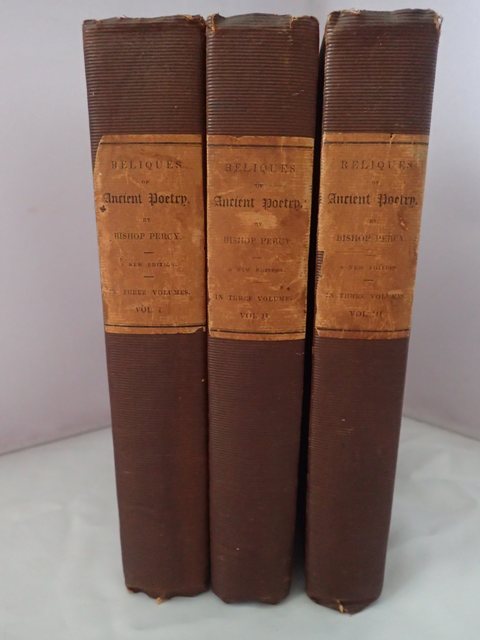 RELIQUES
OF
Ancient Poetry.
BY
BISHOP PERCY.
A NEW EDITION.
IN THREE VOLUMES.
VOL. I
RELIQUES
OF
Ancient Poetry.
BY
BISHOP PERCY.
A NEW EDITION.
IN THREE VOLUMES.
VOL. II
RELIQUES
OF
Ancient Poetry.
BY
BISHOP PERCY
A NEW EDITION
IN THREE VOLUMES.
VOL. III